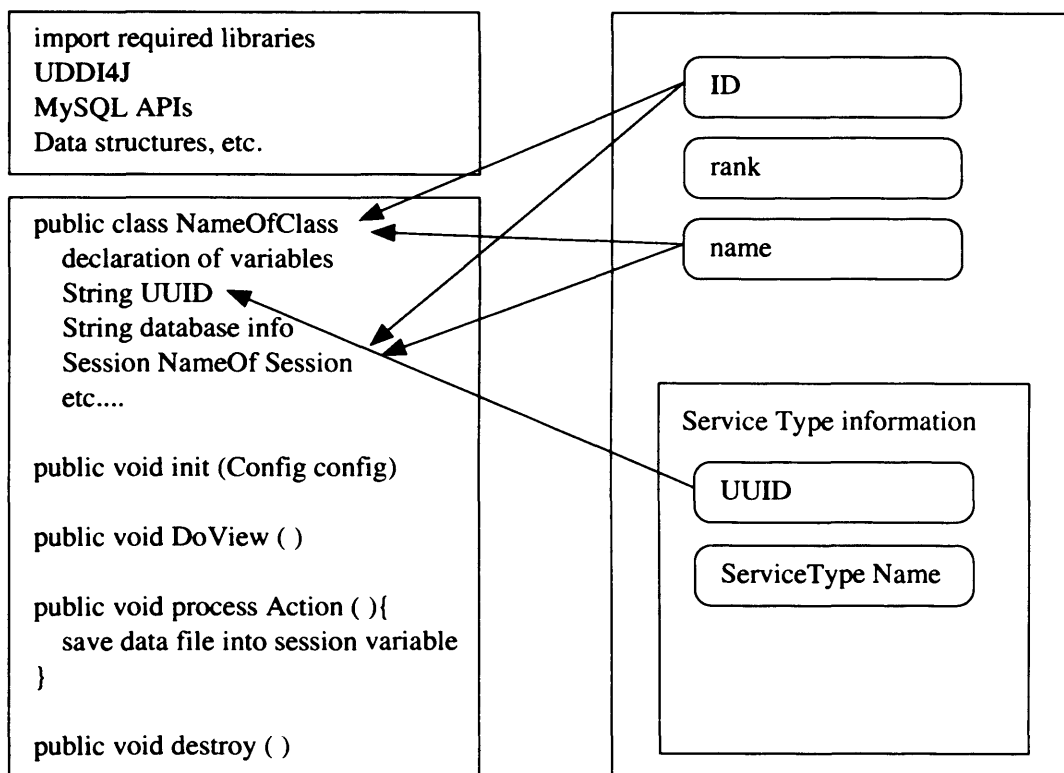 import required libraries
UDDI4J
MySQL APIs
Data structures, etc.
public class NameOfClass
declaration of variables
String UUID
String database info
Session NameOf Session
etc....
public void init (Config config)
public void DoView ( )
public void process Action ( ){
save data file into session variable
}
public void destroy ( )
ID
rank
name
Service Type information
UUID
ServiceType Name